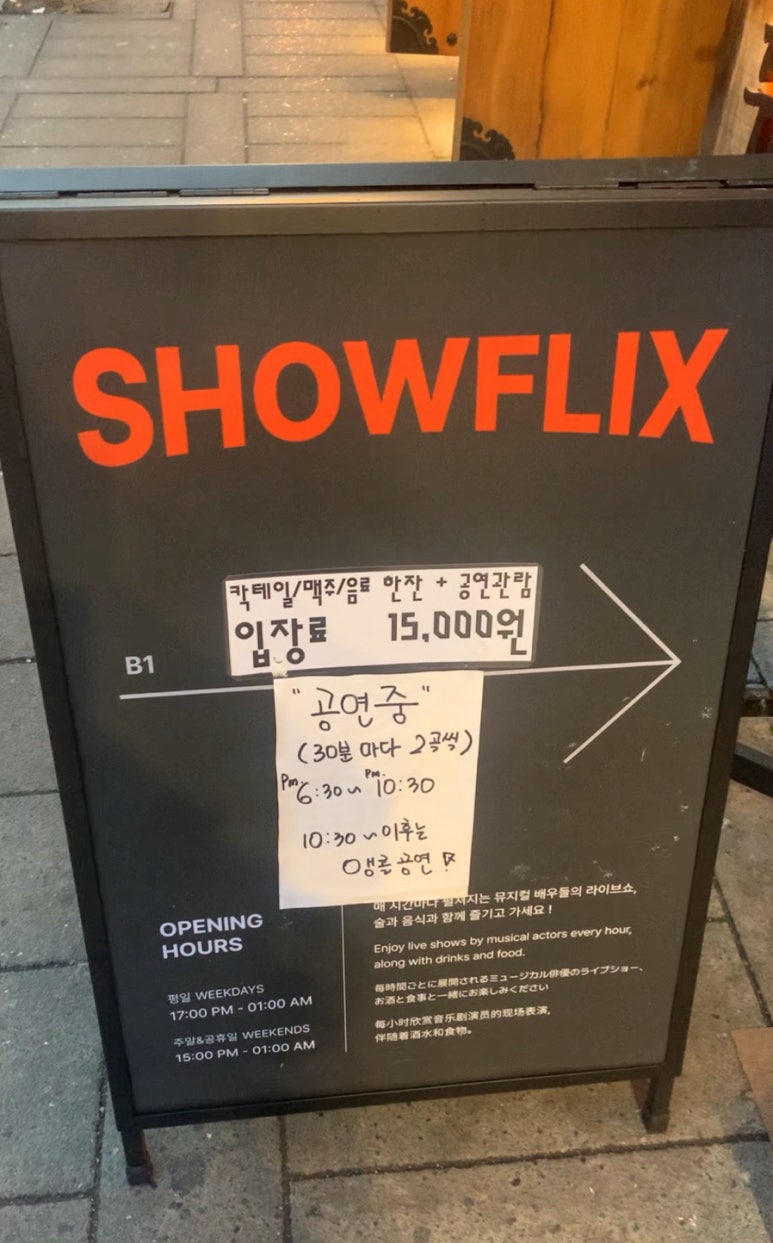 SHOWFLIX
칵테일/맥주/음료 한잔 + 공연관람
입장료 15,000원
B1
"공연중"
(30분 마다 2곡씩)
Pm 6:30 ~ Pm 10:30
10:30 ~ 이후는
앵콜 공연!
OPENING
HOURS
평일 WEEKDAYS
17:00 PM - 01:00 AM
주말&공휴일 WEEKENDS
15:00 PM - 01:00 AM
매 시간마다 펼쳐지는 뮤지컬 배우들의 라이브쇼,
술과 음식과 함께 즐기고 가세요!
Enjoy live shows by musical actors every hour,
along with drinks and food.
毎時間ごとに展開されるミュージカル俳優のライブショー、
お酒と食事と一緒にお楽しみください
每小时欣赏音乐剧演员的现场表演,
伴随着酒水和食物。